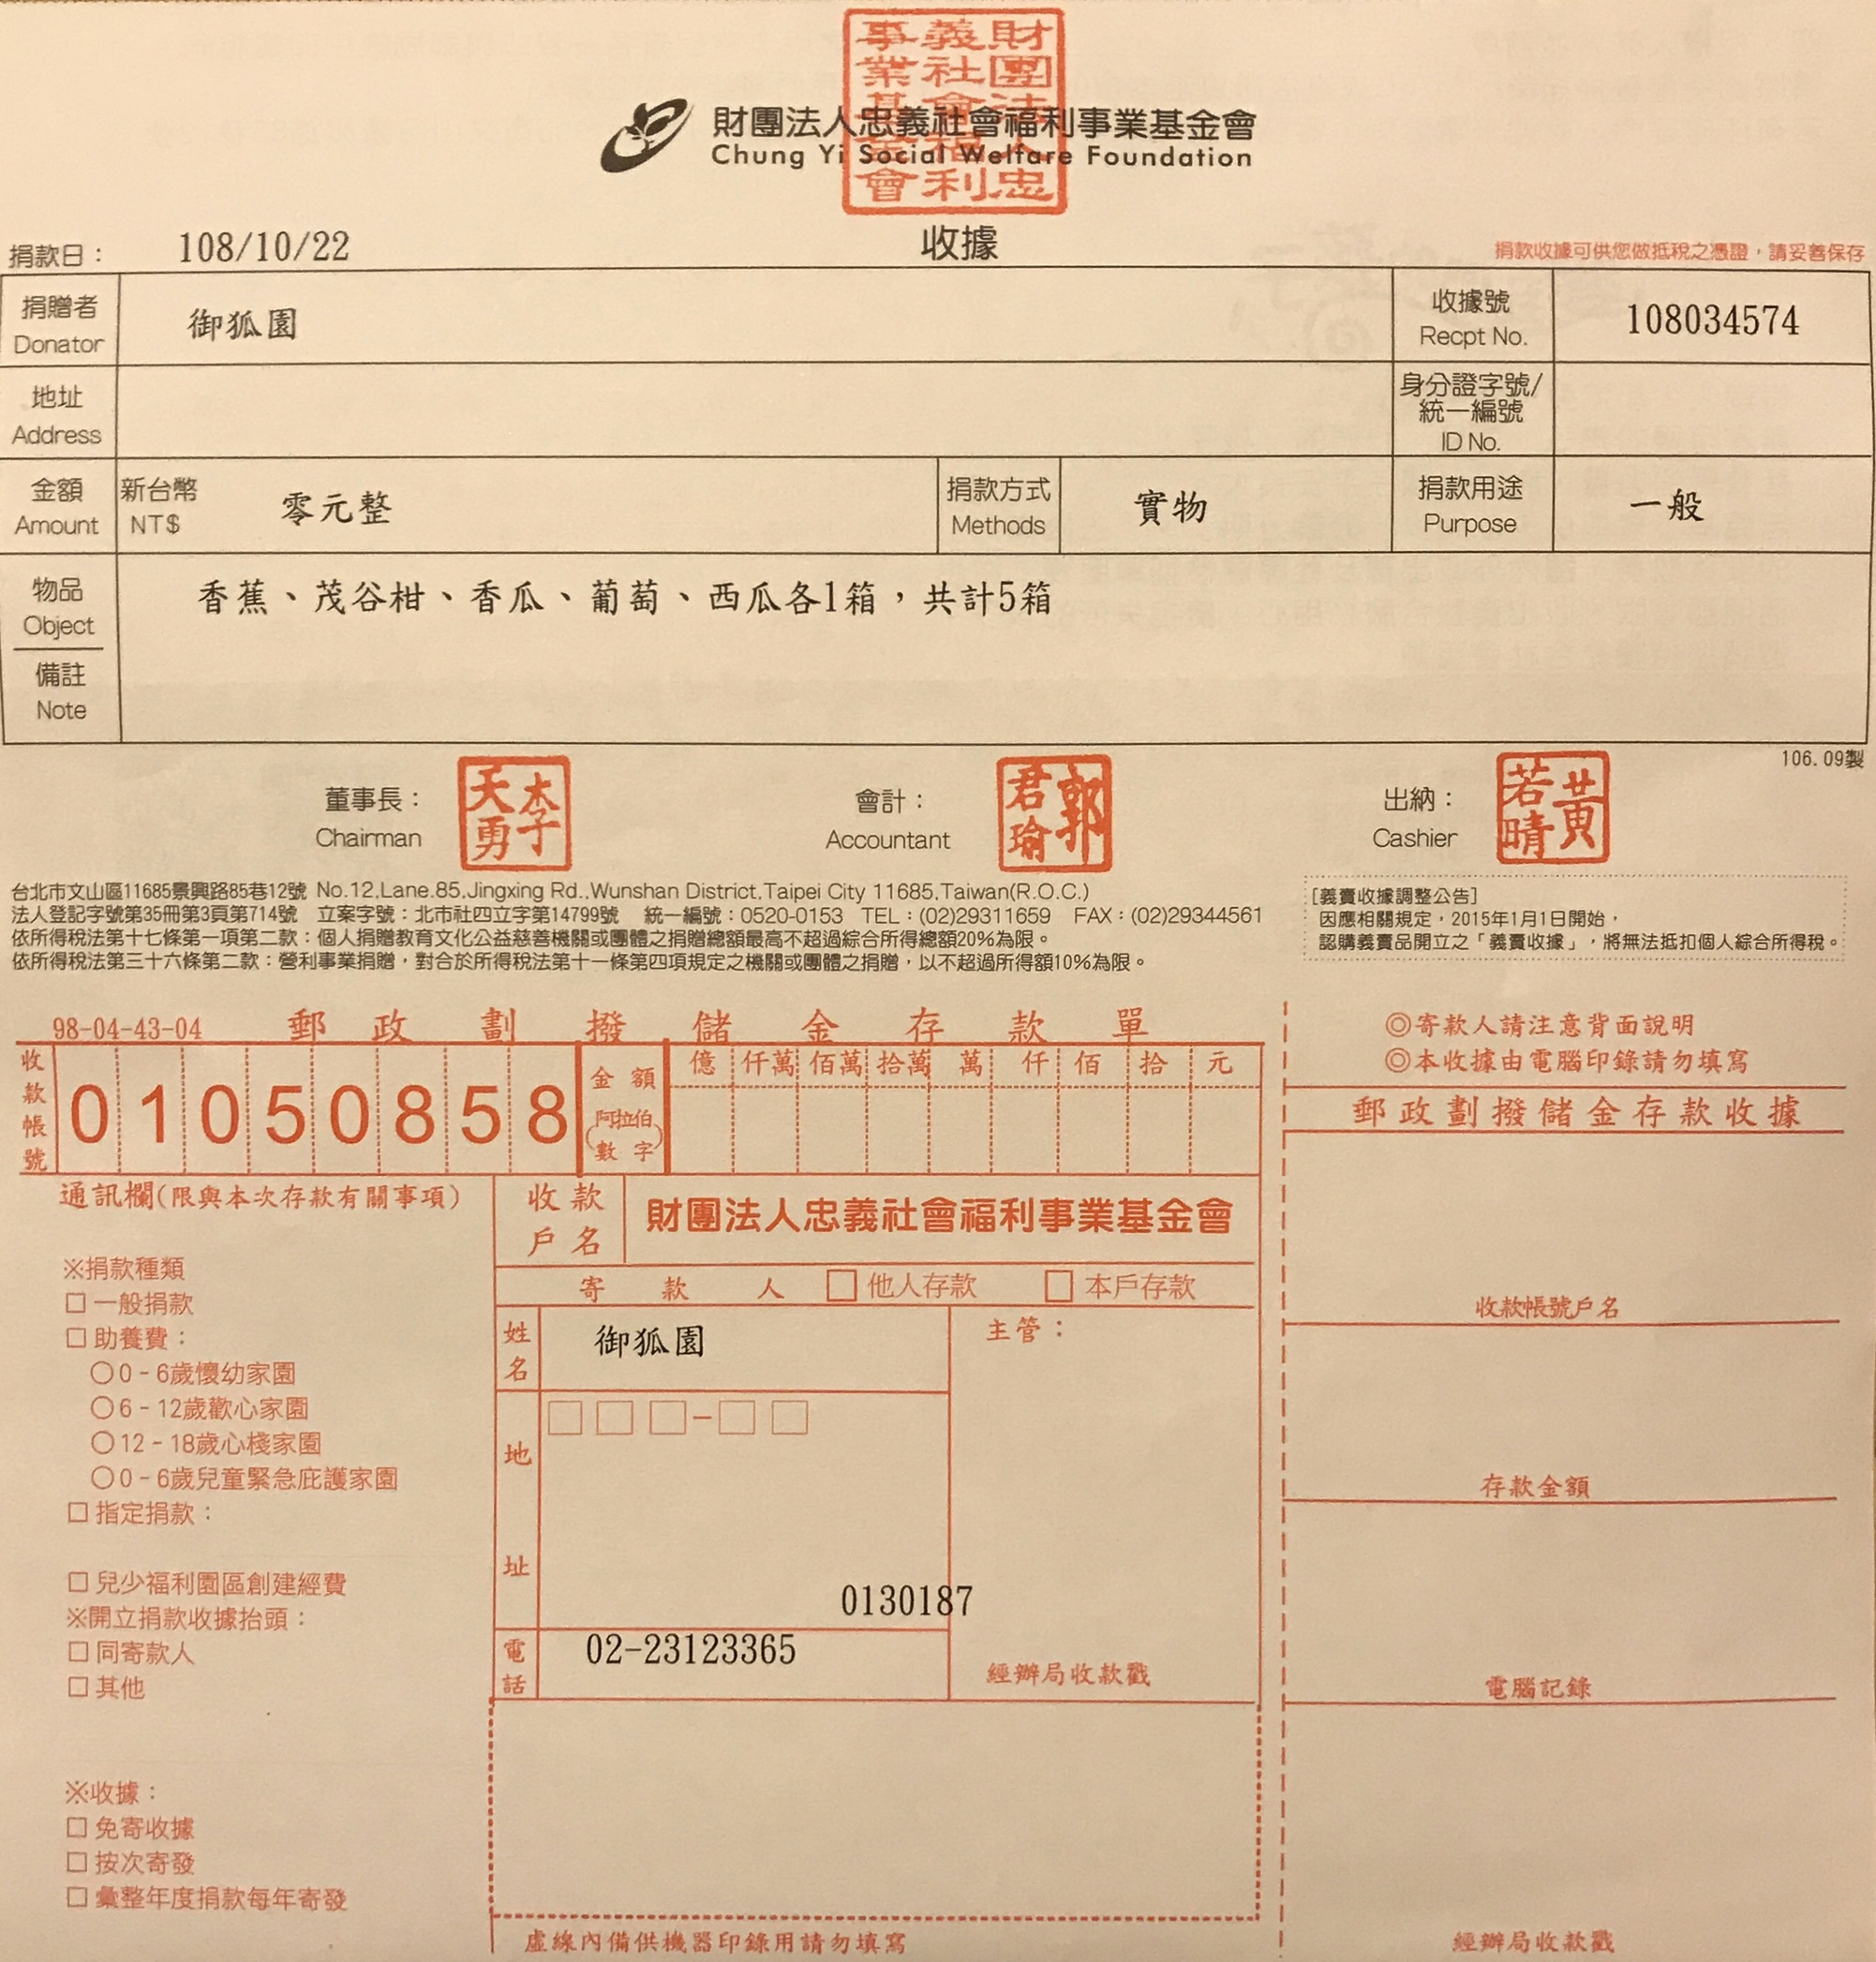 財團法人忠義社會福利事業基金會
財團法人忠義社會福利事業基金會
Chung Yi Social Welfare Foundation
捐款日： 108/10/22
收據
捐款收據可供您做抵稅之憑證，請妥善保存
捐贈者 御狐園 收據號 108034574
Donator Recpt No.
地址 身分證字號/
統一編號
Address ID No.
金額 新台幣 零元整 捐款方式 實物 捐款用途 一般
Amount NT$ Methods Purpose
物品 香蕉、茂谷柑、香瓜、葡萄、西瓜各1箱，共計5箱
Object
備註
Note
106.09製
董事長： 李天勇 會計： 郭君瑜 出納： 黃若晴
Chairman Accountant Cashier
台北市文山區11685景興路85巷12號 No.12,Lane.85,Jingxing Rd.,Wunshan District,Taipei City 11685,Taiwan(R.O.C.)
法人登記字號第35冊第3頁第714號 立案字號：北市社四立字第14799號 統一編號：0520-0153 TEL：(02)29311659 FAX：(02)29344561
依所得稅法第十七條第一項第二款：個人捐贈教育文化公益慈善機關或團體之捐贈總額最高不超過綜合所得總額20%為限。
依所得稅法第三十六條第二款：營利事業捐贈，對合於所得稅法第十一條第四項規定之機關或團體之捐贈，以不超過所得額10%為限。
[義賣收據調整公告]
因應相關規定，2015年1月1日開始，
認購義賣品開立之「義賣收據」，將無法抵扣個人綜合所得稅。
98-04-43-04 郵政劃撥儲金存款單
收款帳號 01050858
金額
(阿拉伯數字)
億 仟萬 佰萬 拾萬 萬 仟 佰 拾 元
通訊欄(限與本次存款有關事項)
※捐款種類
□一般捐款
□助養費：
○0-6歲懷幼家園
○6-12歲歡心家園
○12-18歲心棧家園
○0-6歲兒童緊急庇護家園
□指定捐款：
□兒少福利園區創建經費
※開立捐款收據抬頭：
□同寄款人
□其他
※收據：
□免寄收據
□按次寄發
□彙整年度捐款每年寄發
收款戶名 財團法人忠義社會福利事業基金會
寄款人 □他人存款 □本戶存款
姓名 御狐園 主管：
地址 □□□-□□
0130187
電話 02-23123365
經辦局收款戳
虛線內備供機器印錄用請勿填寫
◎寄款人請注意背面說明
◎本收據由電腦印錄請勿填寫
郵政劃撥儲金存款收據
收款帳號戶名
存款金額
電腦記錄
經辦局收款戳